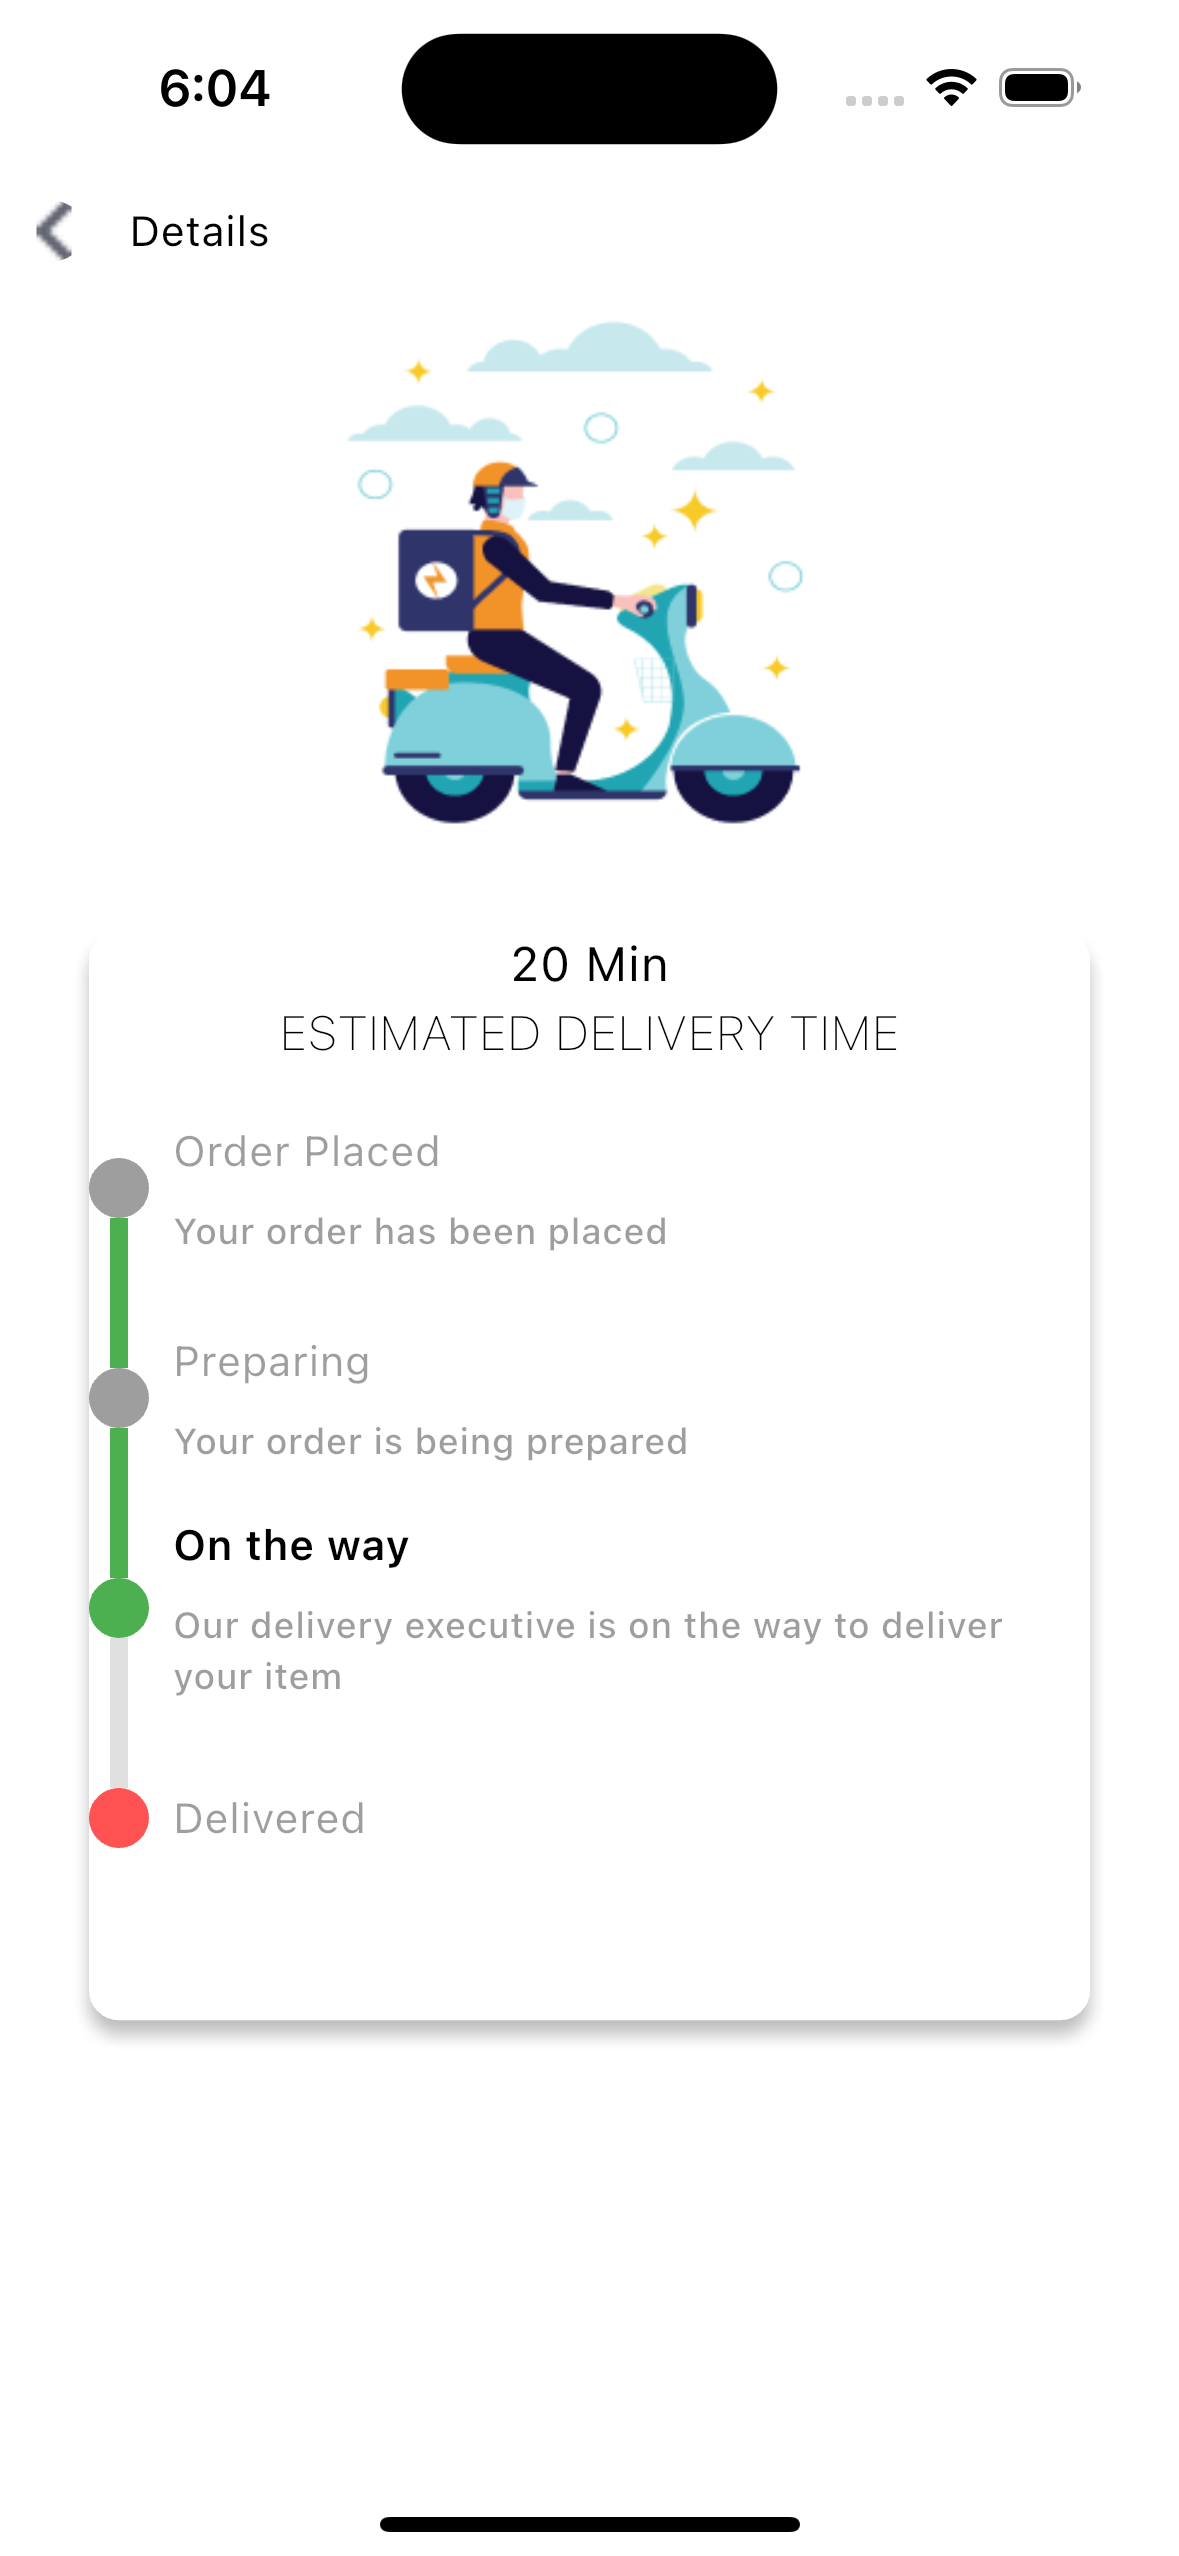 6:04
Details
20 Min
ESTIMATED DELIVERY TIME
Order Placed
Your order has been placed
Preparing
Your order is being prepared
On the way
Our delivery executive is on the way to deliver
your item
Delivered